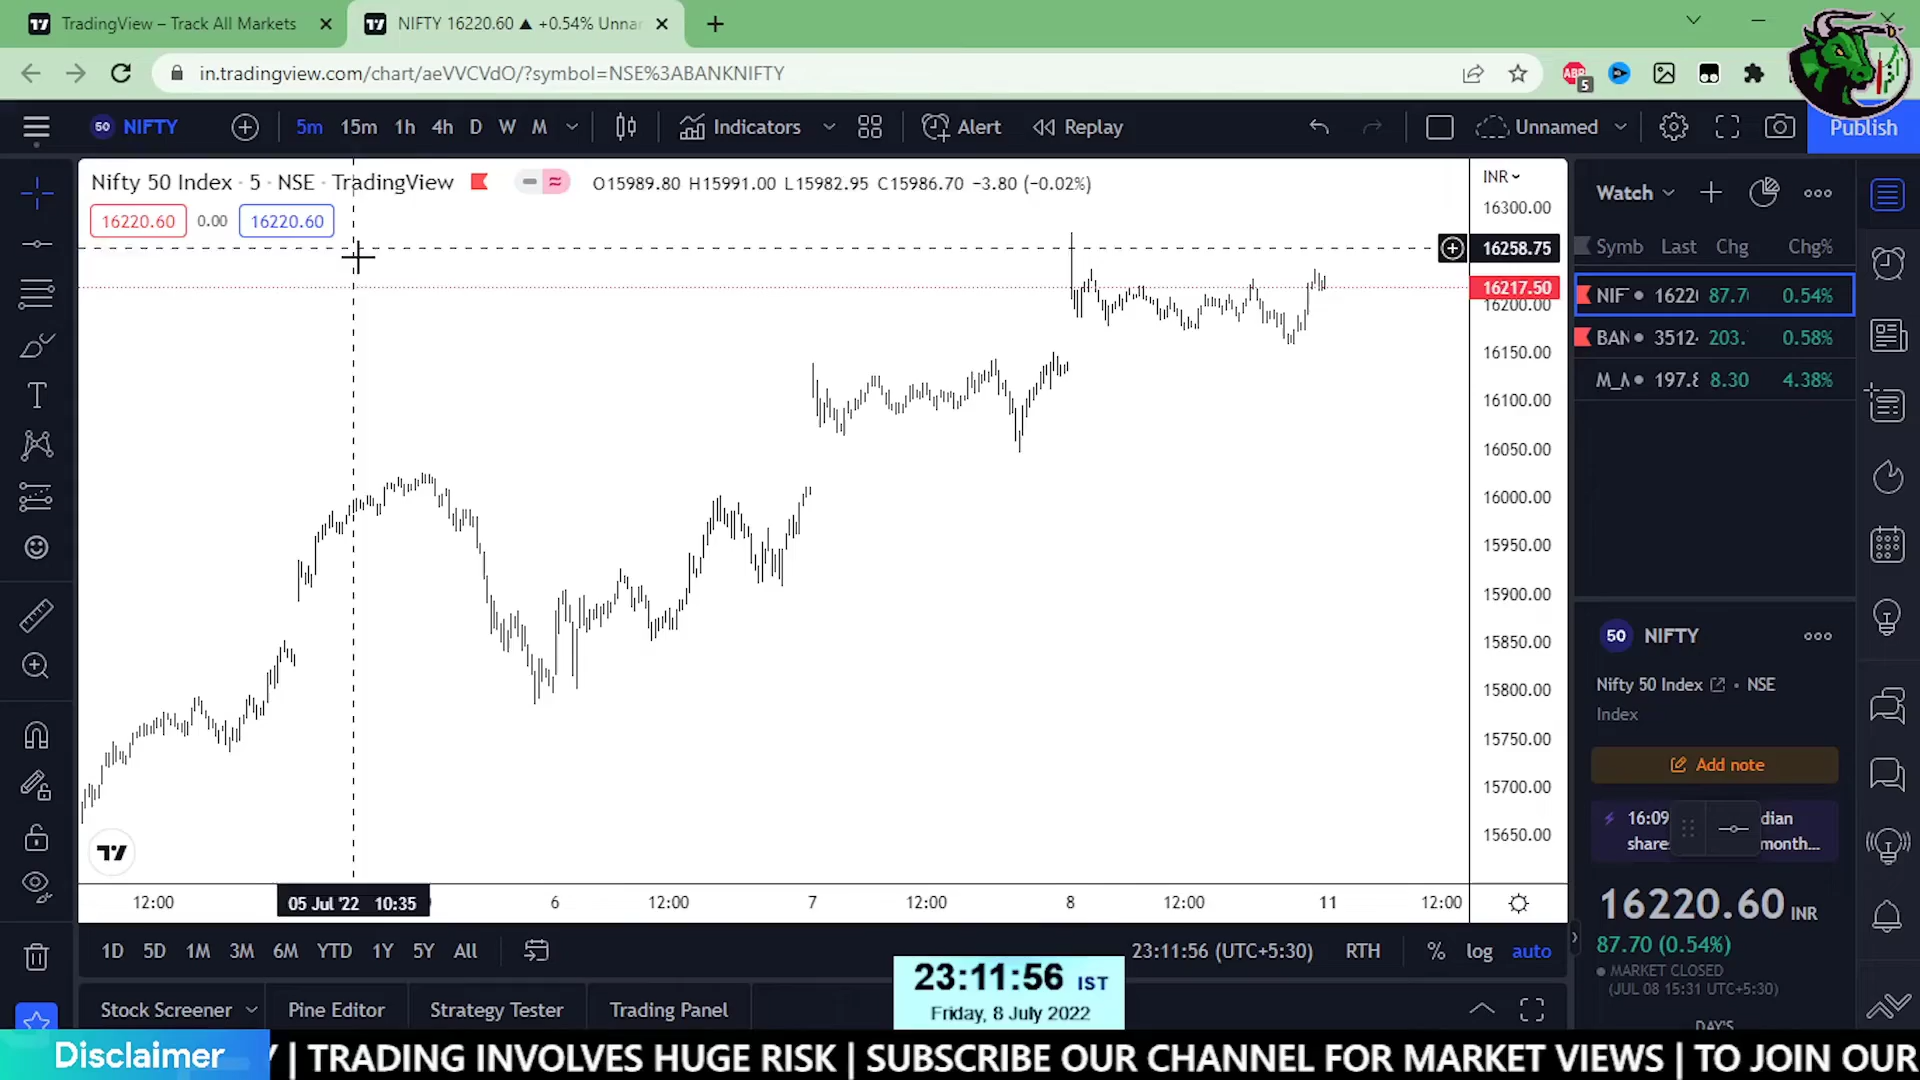 TradingView – Track All Markets
NIFTY 16220.60 ▲ +0.54% Unnar
in.tradingview.com/chart/aeVVCVdO/?symbol=NSE%3ABANKNIFTY
ABP
5
50 NIFTY
5m 15m 1h 4h D W M
Indicators
Alert
Replay
Unnamed
Publish
Nifty 50 Index · 5 · NSE · TradingView
O15989.80 H15991.00 L15982.95 C15986.70 −3.80 (−0.02%)
16220.60 0.00 16220.60
INR
16300.00
16258.75
16217.50
16200.00
16150.00
16100.00
16050.00
16000.00
15950.00
15900.00
15850.00
15800.00
15750.00
15700.00
15650.00
12:00 05 Jul '22 10:35 6 12:00 7 12:00 8 12:00 11 12:00
1D 5D 1M 3M 6M YTD 1Y 5Y All
23:11:56 (UTC+5:30) RTH % log auto
Stock Screener Pine Editor Strategy Tester Trading Panel
Watch
Symb Last Chg Chg%
NIF 1622 87.7 0.54%
BAN 3512 203. 0.58%
M_M 197.8 8.30 4.38%
50 NIFTY
Nifty 50 Index · NSE
Index
Add note
16:09 dian
share month...
16220.60 INR
87.70 (0.54%)
MARKET CLOSED
(JUL 08 15:31 UTC+5:30)
DAY'S
23:11:56 IST
Friday, 8 July 2022
Disclaimer
Y | TRADING INVOLVES HUGE RISK | SUBSCRIBE OUR CHANNEL FOR MARKET VIEWS | TO JOIN OUR